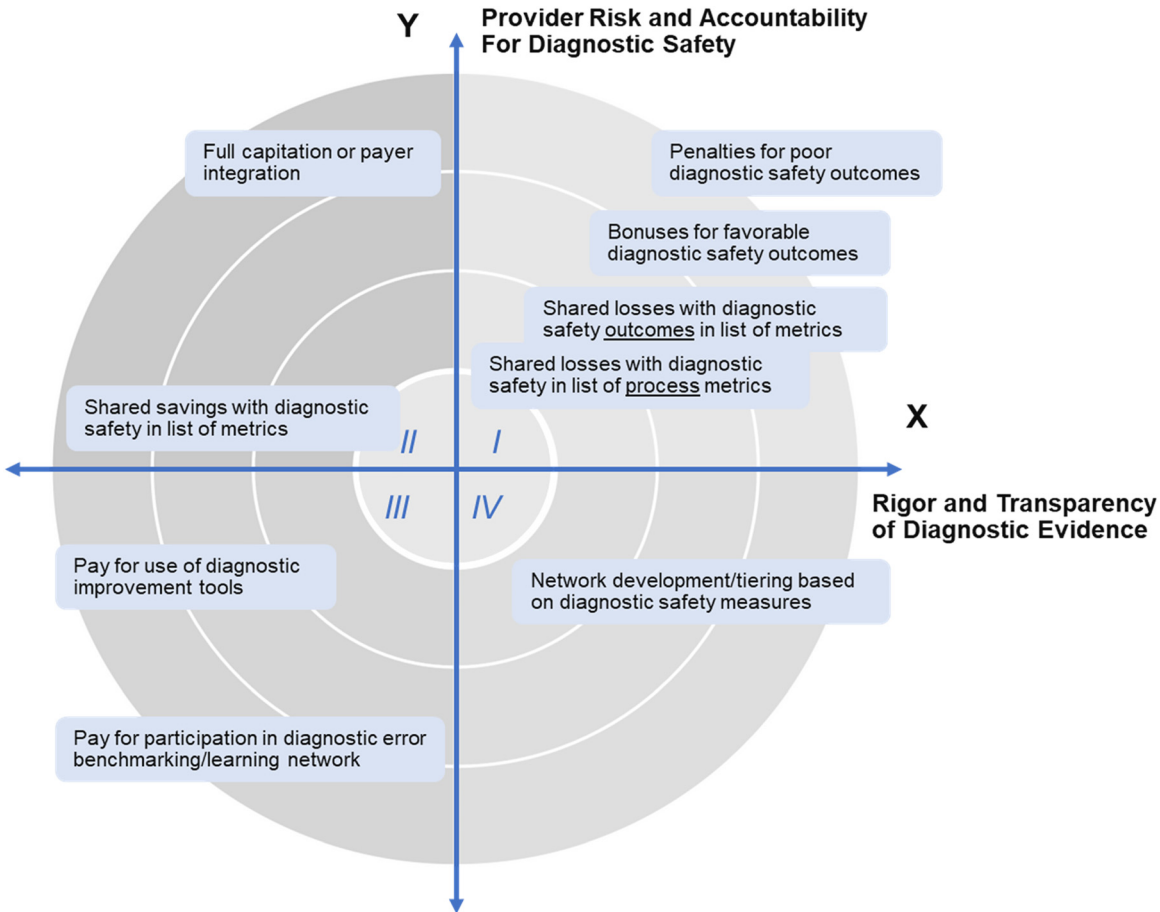 Y
Provider Risk and Accountability
For Diagnostic Safety
Full capitation or payer
integration
Penalties for poor
diagnostic safety outcomes
Bonuses for favorable
diagnostic safety outcomes
Shared losses with diagnostic
safety outcomes in list of metrics
Shared losses with diagnostic
safety in list of process metrics
Shared savings with diagnostic
safety in list of metrics
X
II
I
III
IV
Rigor and Transparency
of Diagnostic Evidence
Pay for use of diagnostic
improvement tools
Network development/tiering based
on diagnostic safety measures
Pay for participation in diagnostic error
benchmarking/learning network